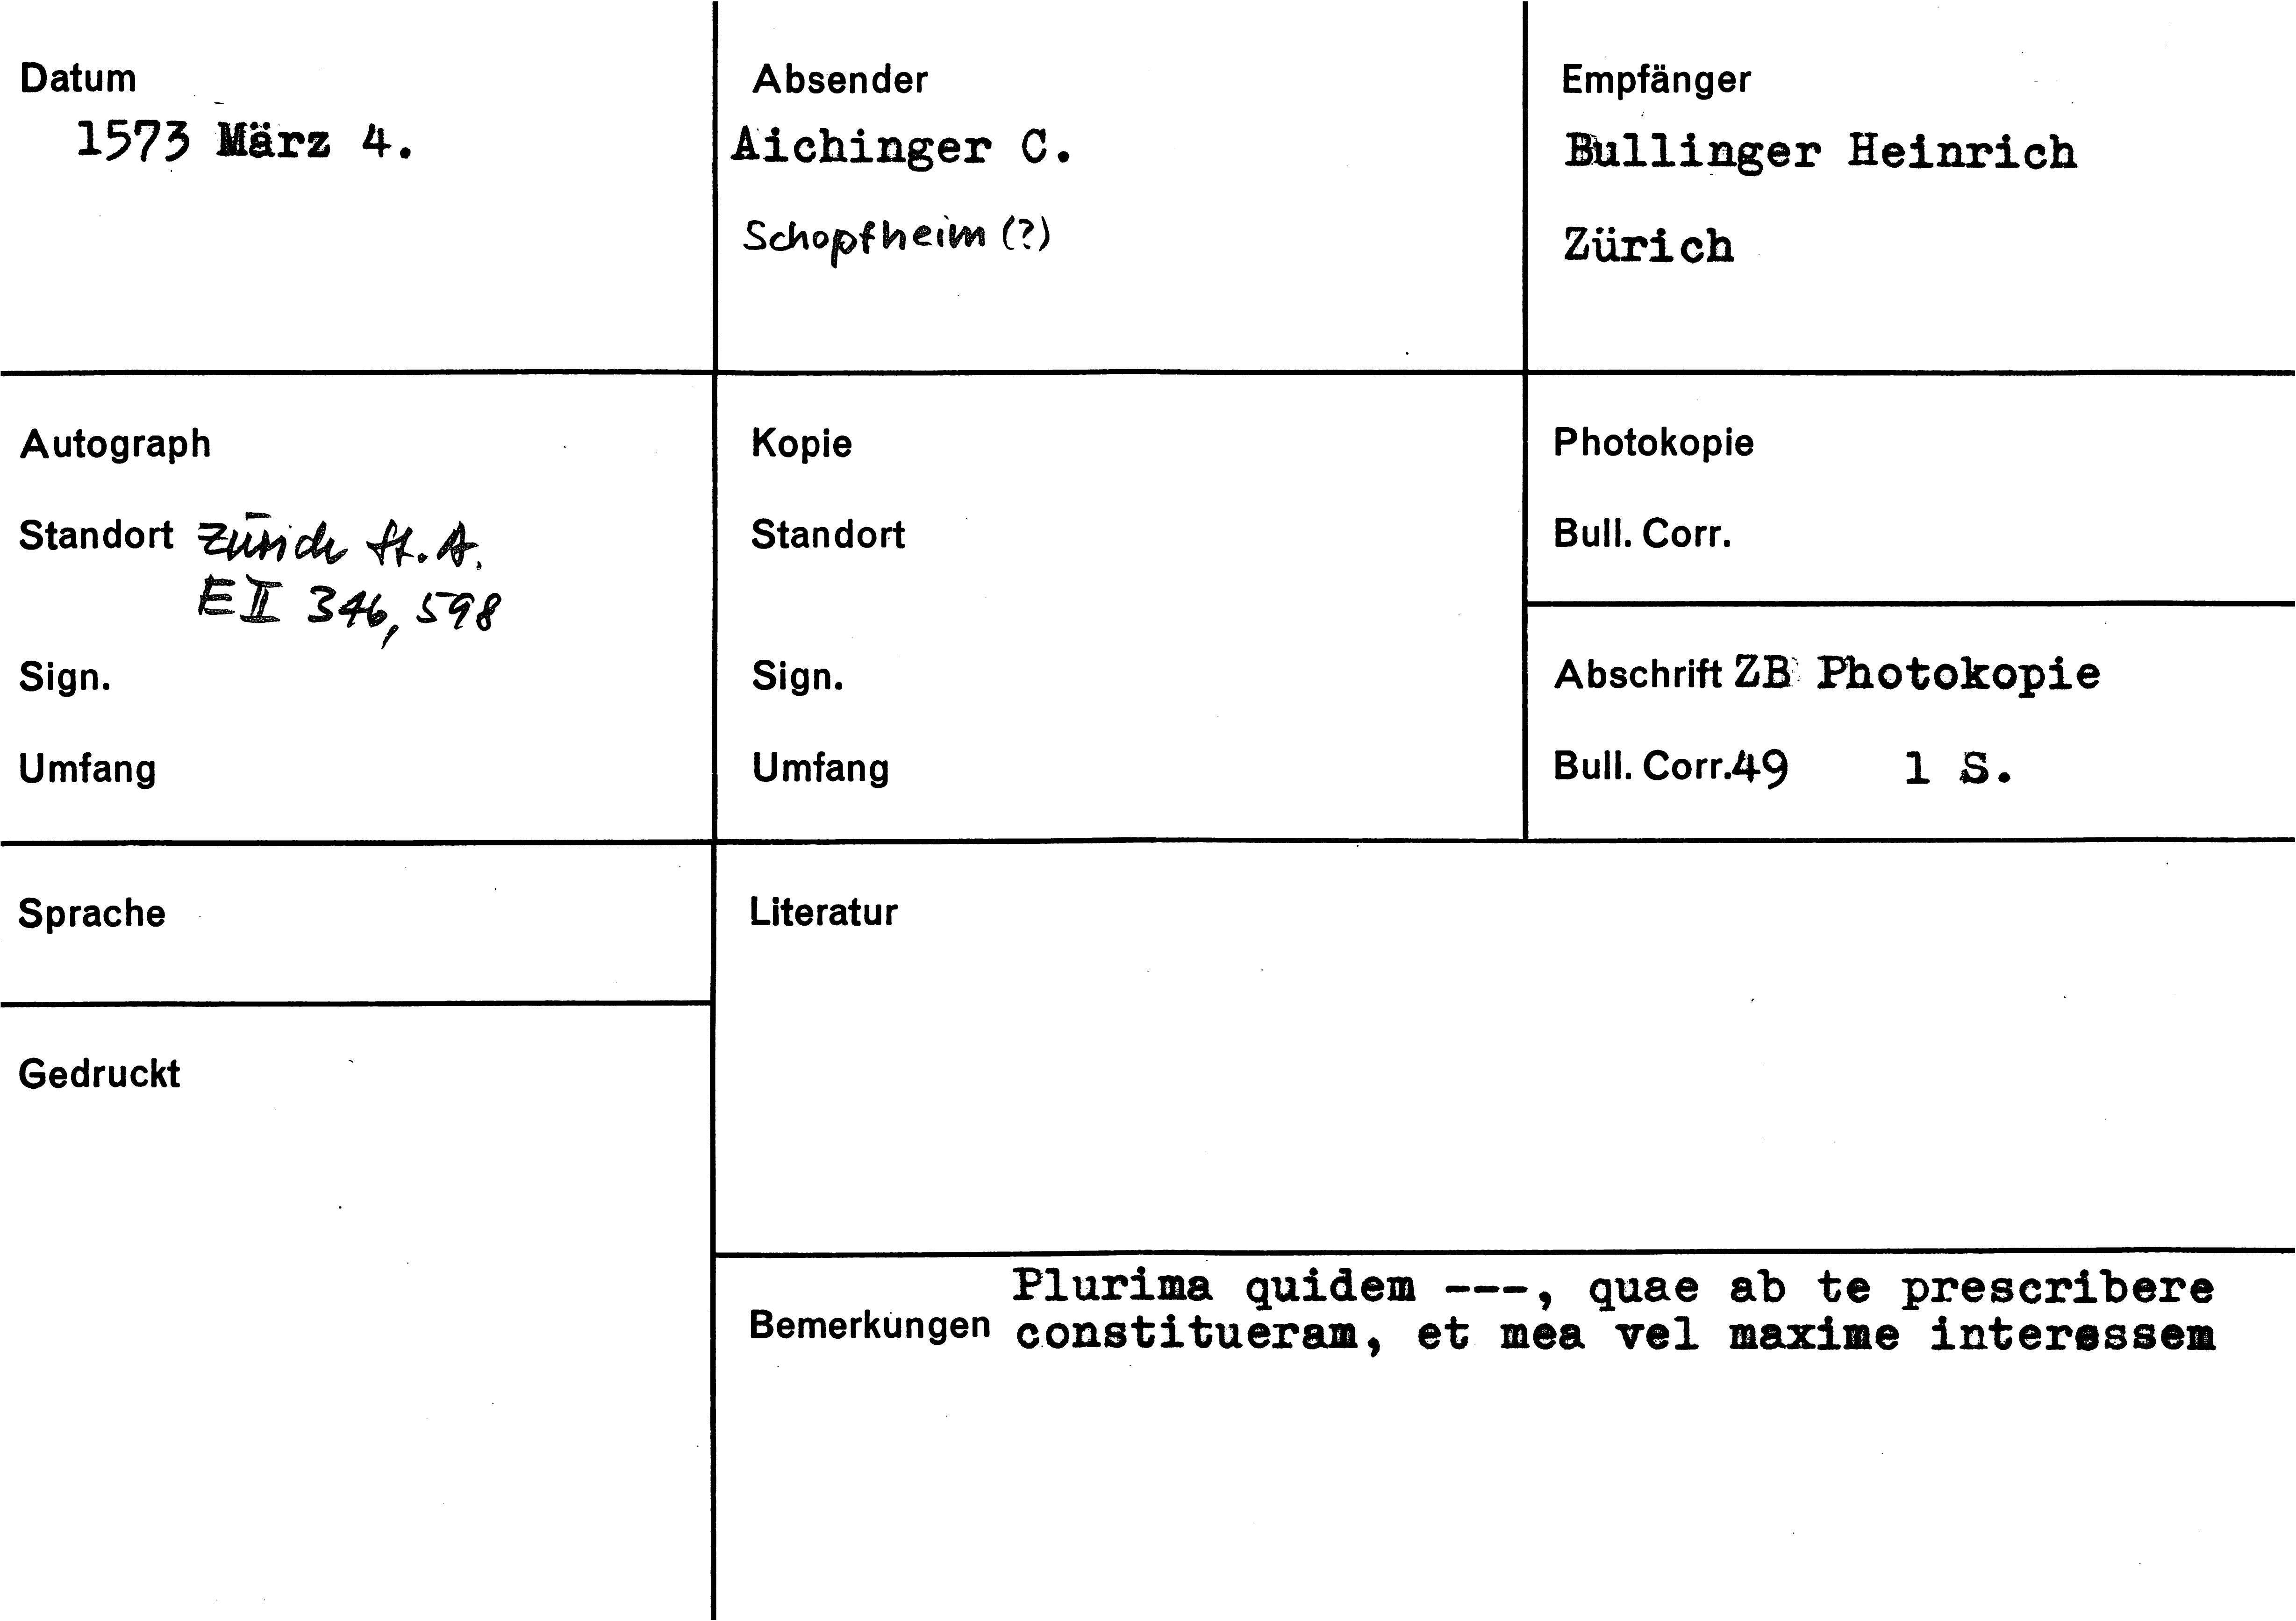 Datum
1573 März 4.
Absender
Aichinger C.
Schopfheim (?)
Empfänger
Bullinger Heinrich
Zürich
Autograph
Standort Zürich St. A.
E II 346, 598
Sign.
Umfang
Kopie
Standort
Sign.
Umfang
Photokopie
Bull. Corr.
Abschrift ZB Photokopie
Bull. Corr. 49 1 S.
Sprache
Gedruckt
Literatur
Plurima quidem ---, quae ab te prescribere
Bemerkungen constitueram, et mea vel maxime interessem